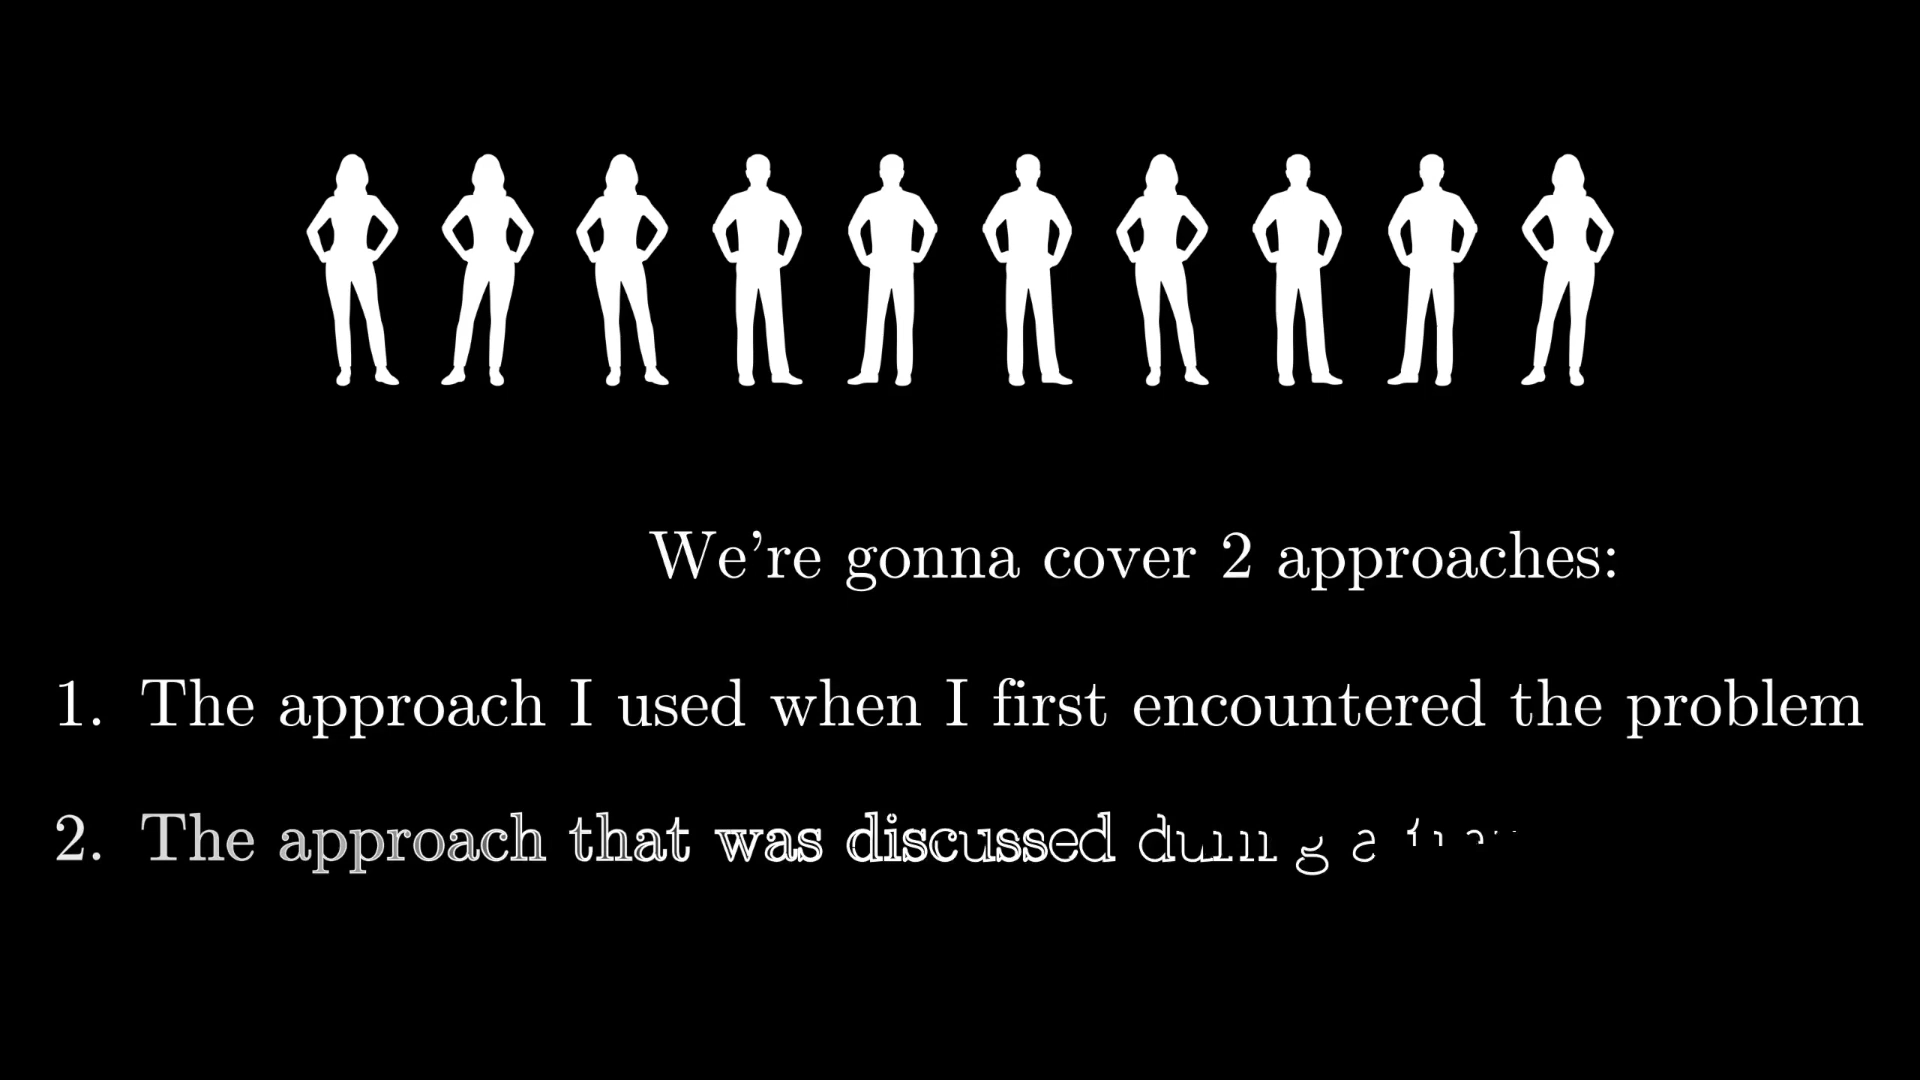 We're gonna cover 2 approaches:
1. The approach I used when I first encountered the problem
2. The approach that was discussed during a